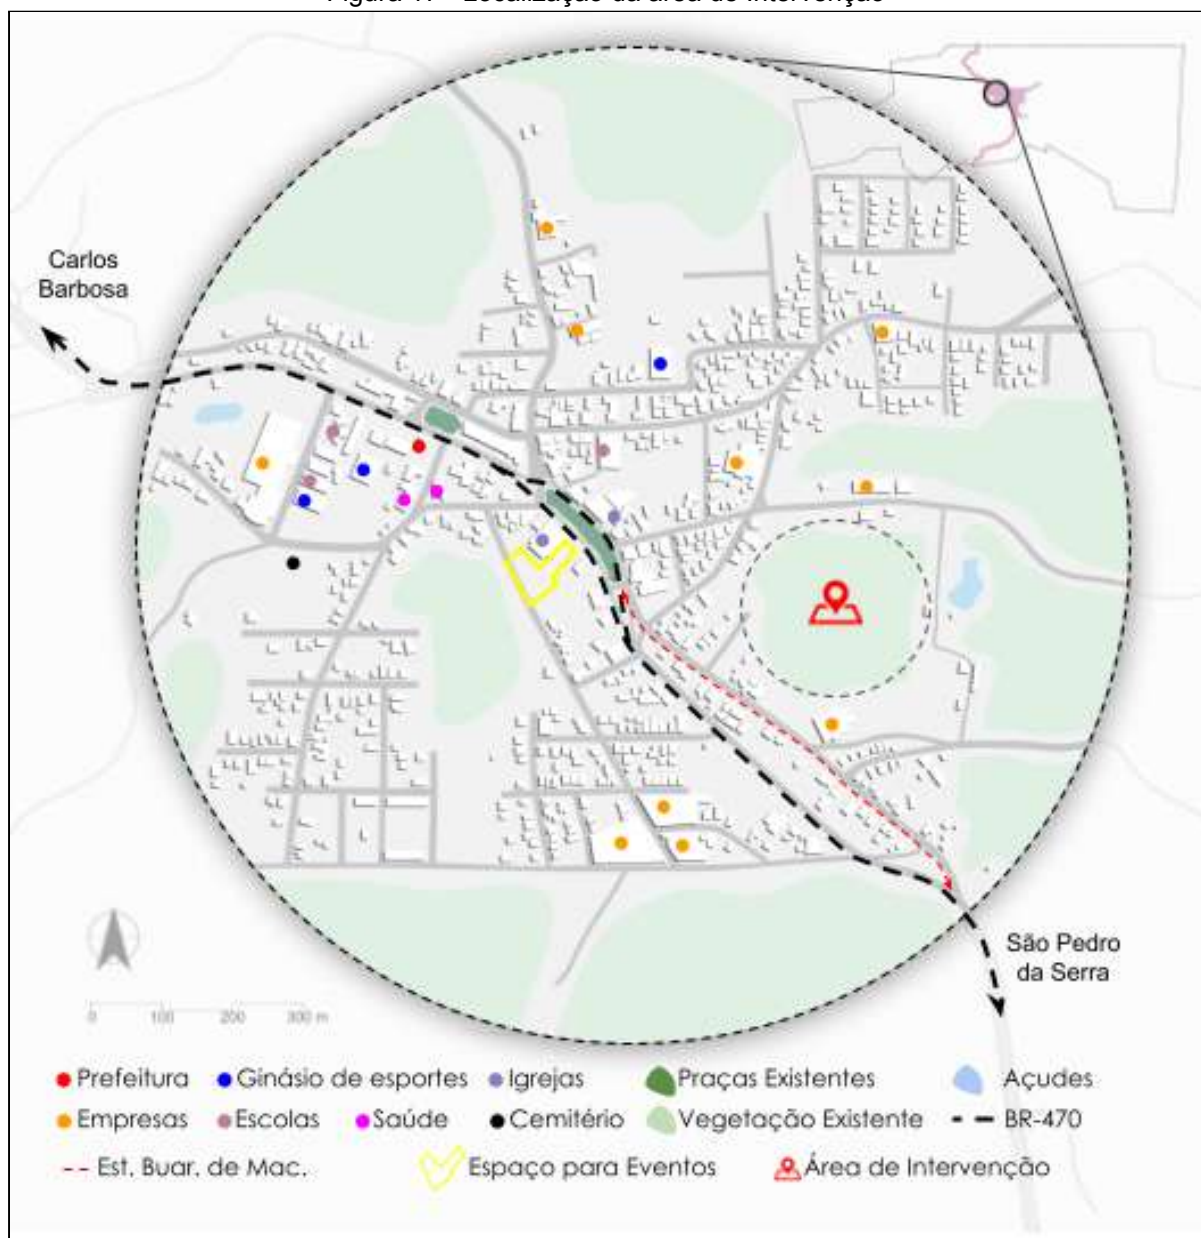 Carlos
Barbosa
São Pedro
da Serra
0 100 200 300 m
Prefeitura Ginásio de esportes Igrejas Praças Existentes Açudes
Empresas Escolas Saúde Cemitério Vegetação Existente BR-470
Est. Buar. de Mac. Espaço para Eventos Área de Intervenção